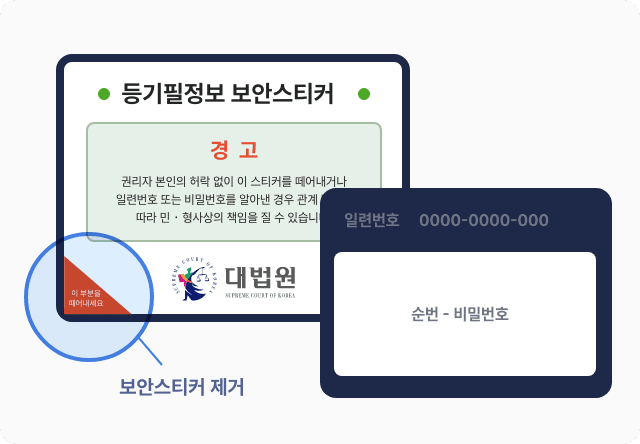 등기필정보 보안스티커
경 고
권리자 본인의 허락 없이 이 스티커를 떼어내거나
일련번호 또는 비밀번호를 알아낸 경우 관계
따라 민 · 형사상의 책임을 질 수 있습니
SUPREME COURT OF KOREA
대법원
SUPREME COURT OF KOREA
이 부분을
떼어내세요
보안스티커 제거
일련번호 0000-0000-000
순번 - 비밀번호